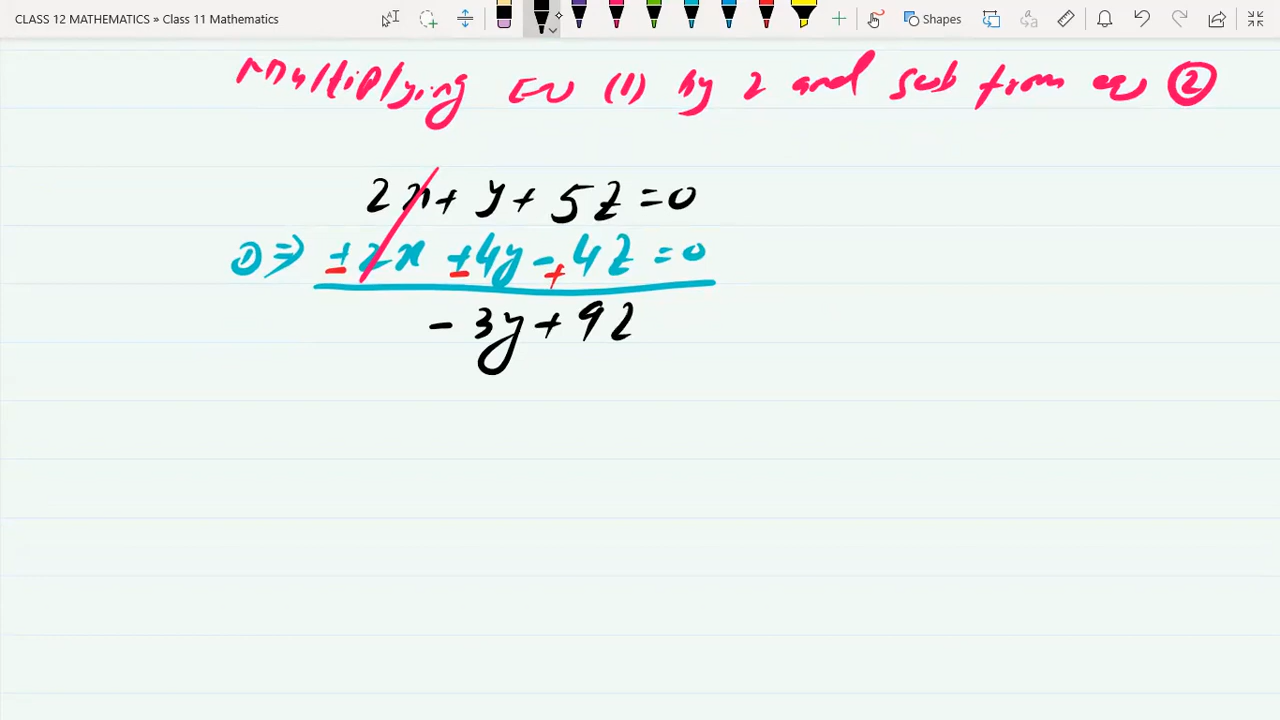 CLASS 12 MATHEMATICS » Class 11 Mathematics
Shapes
Multiplying Eq (1) by 2 and sub from eq ②
2x + y + 5z = 0
① ⇒ ± 2x ± 4y - + 4z = 0
- 3y + 9z